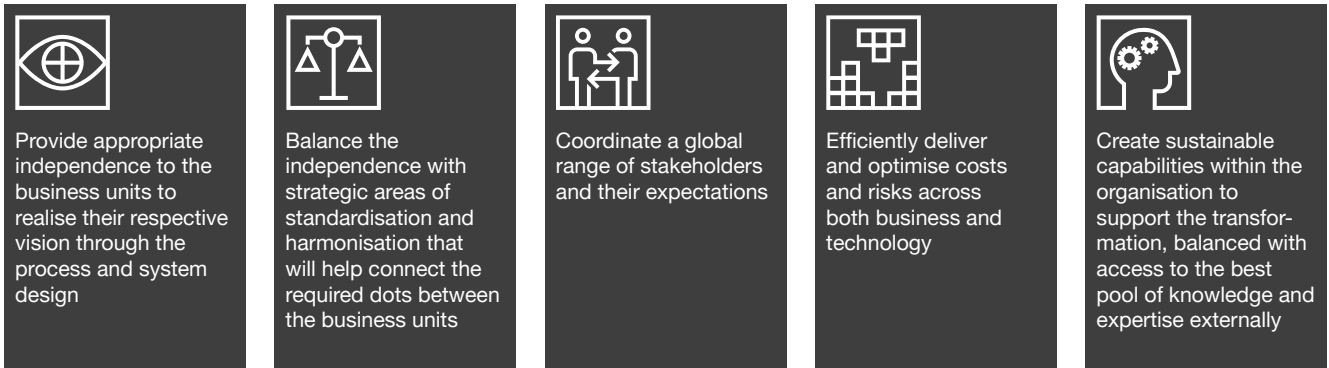 Provide appropriate
independence to the
business units to
realise their respective
vision through the
process and system
design
Balance the
independence with
strategic areas of
standardisation and
harmonisation that
will help connect the
required dots between
the business units
Coordinate a global
range of stakeholders
and their expectations
Efficiently deliver
and optimise costs
and risks across
both business and
technology
Create sustainable
capabilities within the
organisation to
support the transfor-
mation, balanced with
access to the best
pool of knowledge and
expertise externally